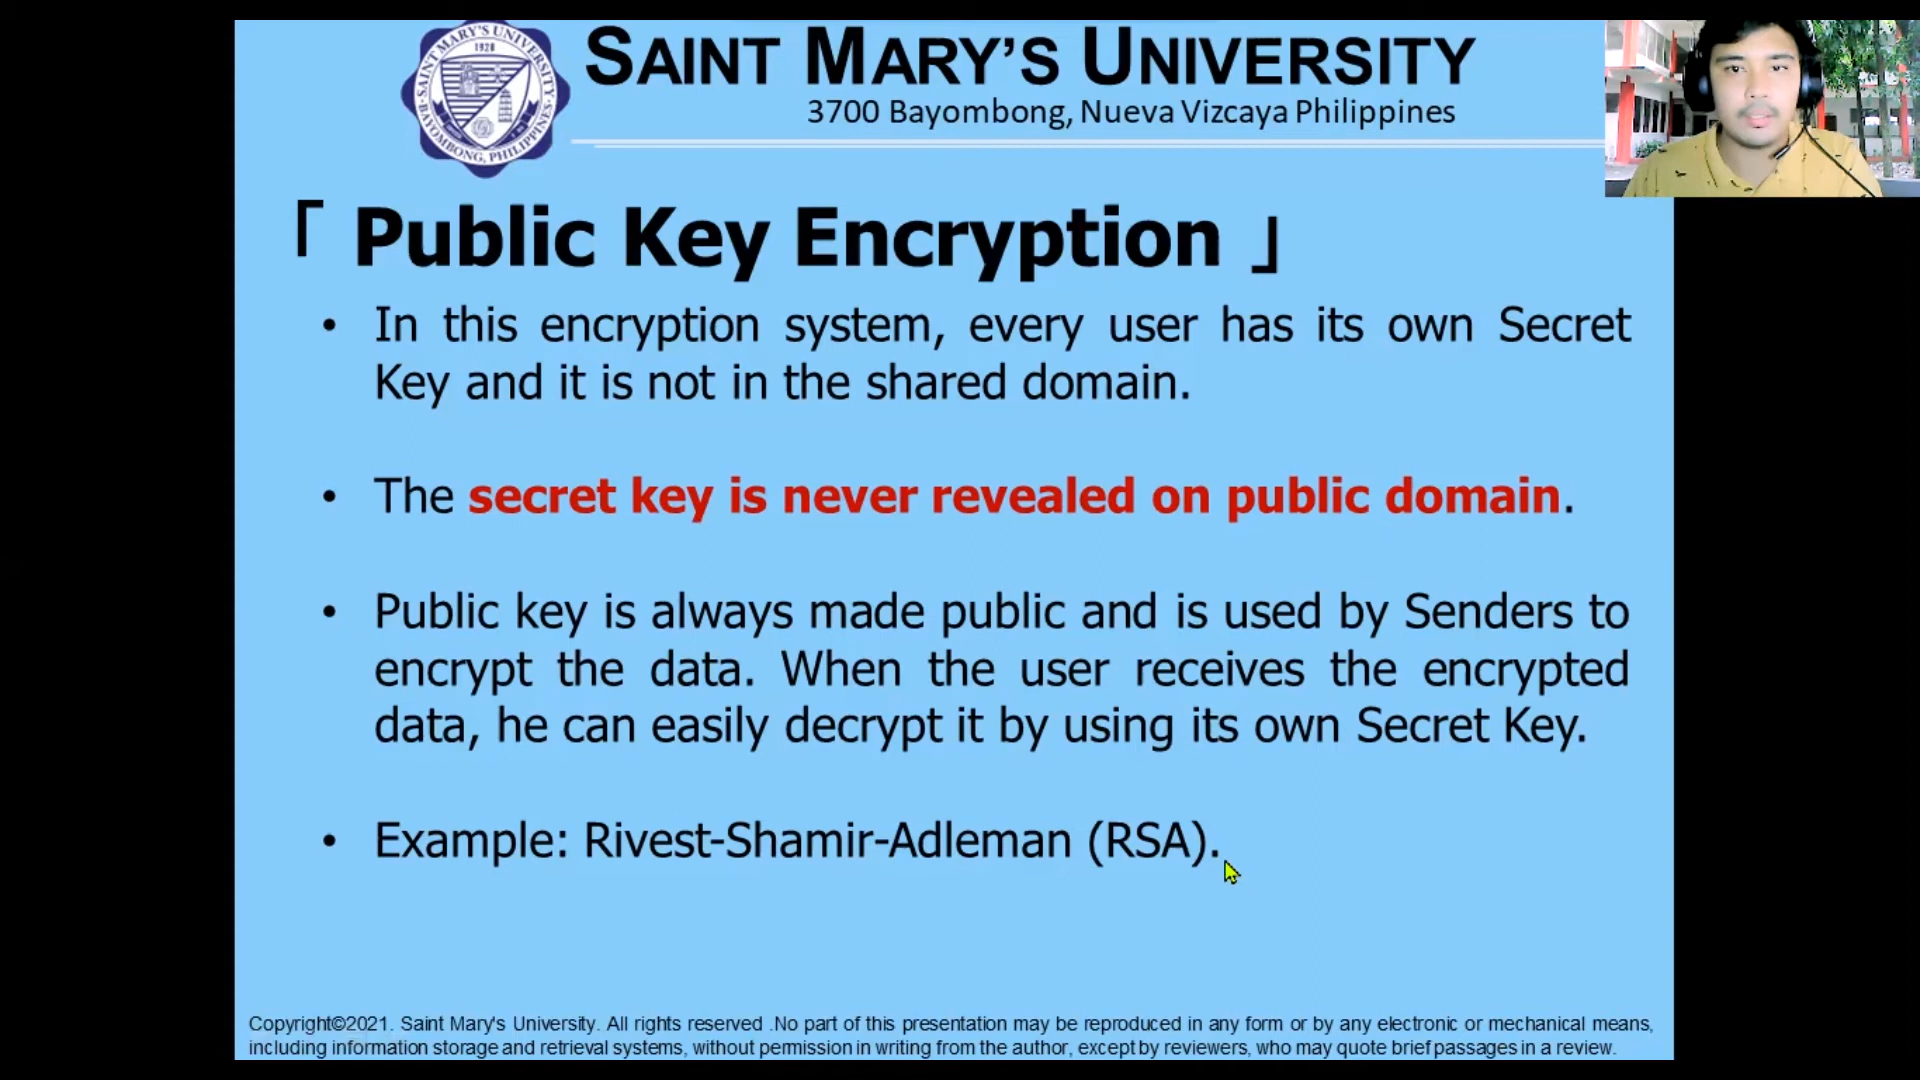 SAINT MARY'S UNIVERSITY
3700 Bayombong, Nueva Vizcaya Philippines
SAINT MARY'S UNIVERSITY
1928
BAYOMBONG, PHILIPPINES
「 Public Key Encryption 」
• In this encryption system, every user has its own Secret
Key and it is not in the shared domain.
• The secret key is never revealed on public domain.
• Public key is always made public and is used by Senders to
encrypt the data. When the user receives the encrypted
data, he can easily decrypt it by using its own Secret Key.
• Example: Rivest-Shamir-Adleman (RSA).
Copyright©2021. Saint Mary's University. All rights reserved .No part of this presentation may be reproduced in any form or by any electronic or mechanical means,
including information storage and retrieval systems, without permission in writing from the author, except by reviewers, who may quote brief passages in a review.